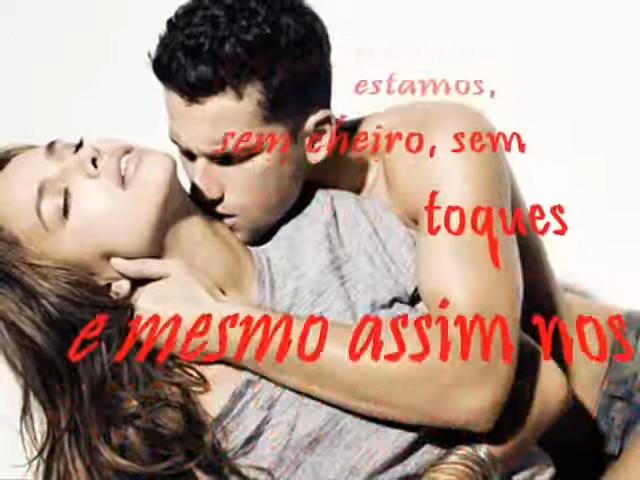 estamos,
sem cheiro, sem
toques
e mesmo assim nos